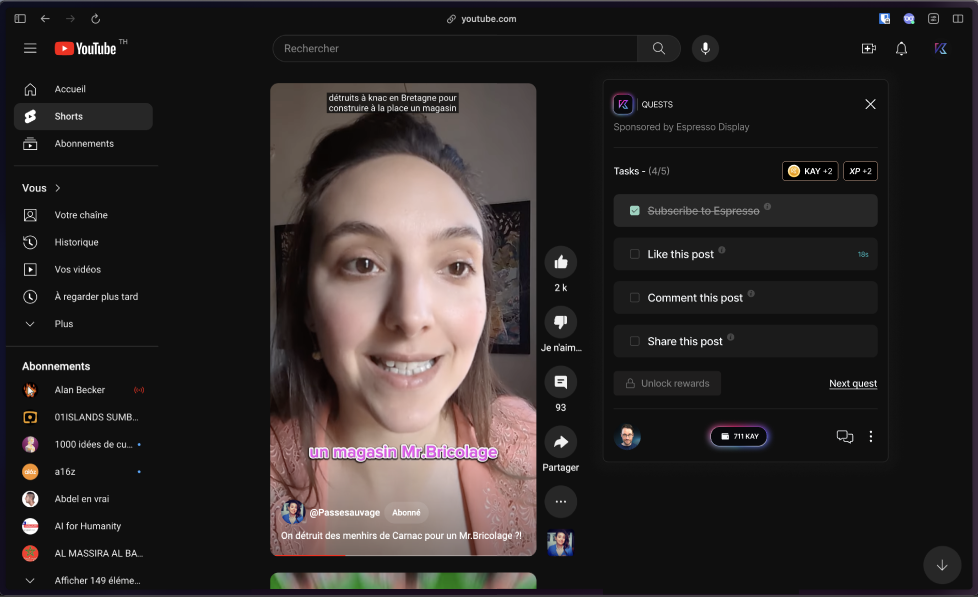 youtube.com
YouTube TH
Rechercher
Accueil
Shorts
Abonnements
Vous
Votre chaîne
Historique
Vos vidéos
À regarder plus tard
Plus
Abonnements
Alan Becker
01ISLANDS SUMB...
1000 idées de cu...
a16z
Abdel en vrai
AI for Humanity
AL MASSIRA AL BA...
Afficher 149 éléme...
détruits à knac en Bretagne pour
construire à la place un magasin
un magasin Mr.Bricolage
@Passesauvage Abonné
On détruit des menhirs de Carnac pour un Mr.Bricolage ?!
2 k
Je n'aim...
93
Partager
QUESTS
Sponsored by Espresso Display
Tasks - (4/5)
KAY +2
XP +2
Subscribe to Espresso
Like this post
18s
Comment this post
Share this post
Unlock rewards
Next quest
711 KAY